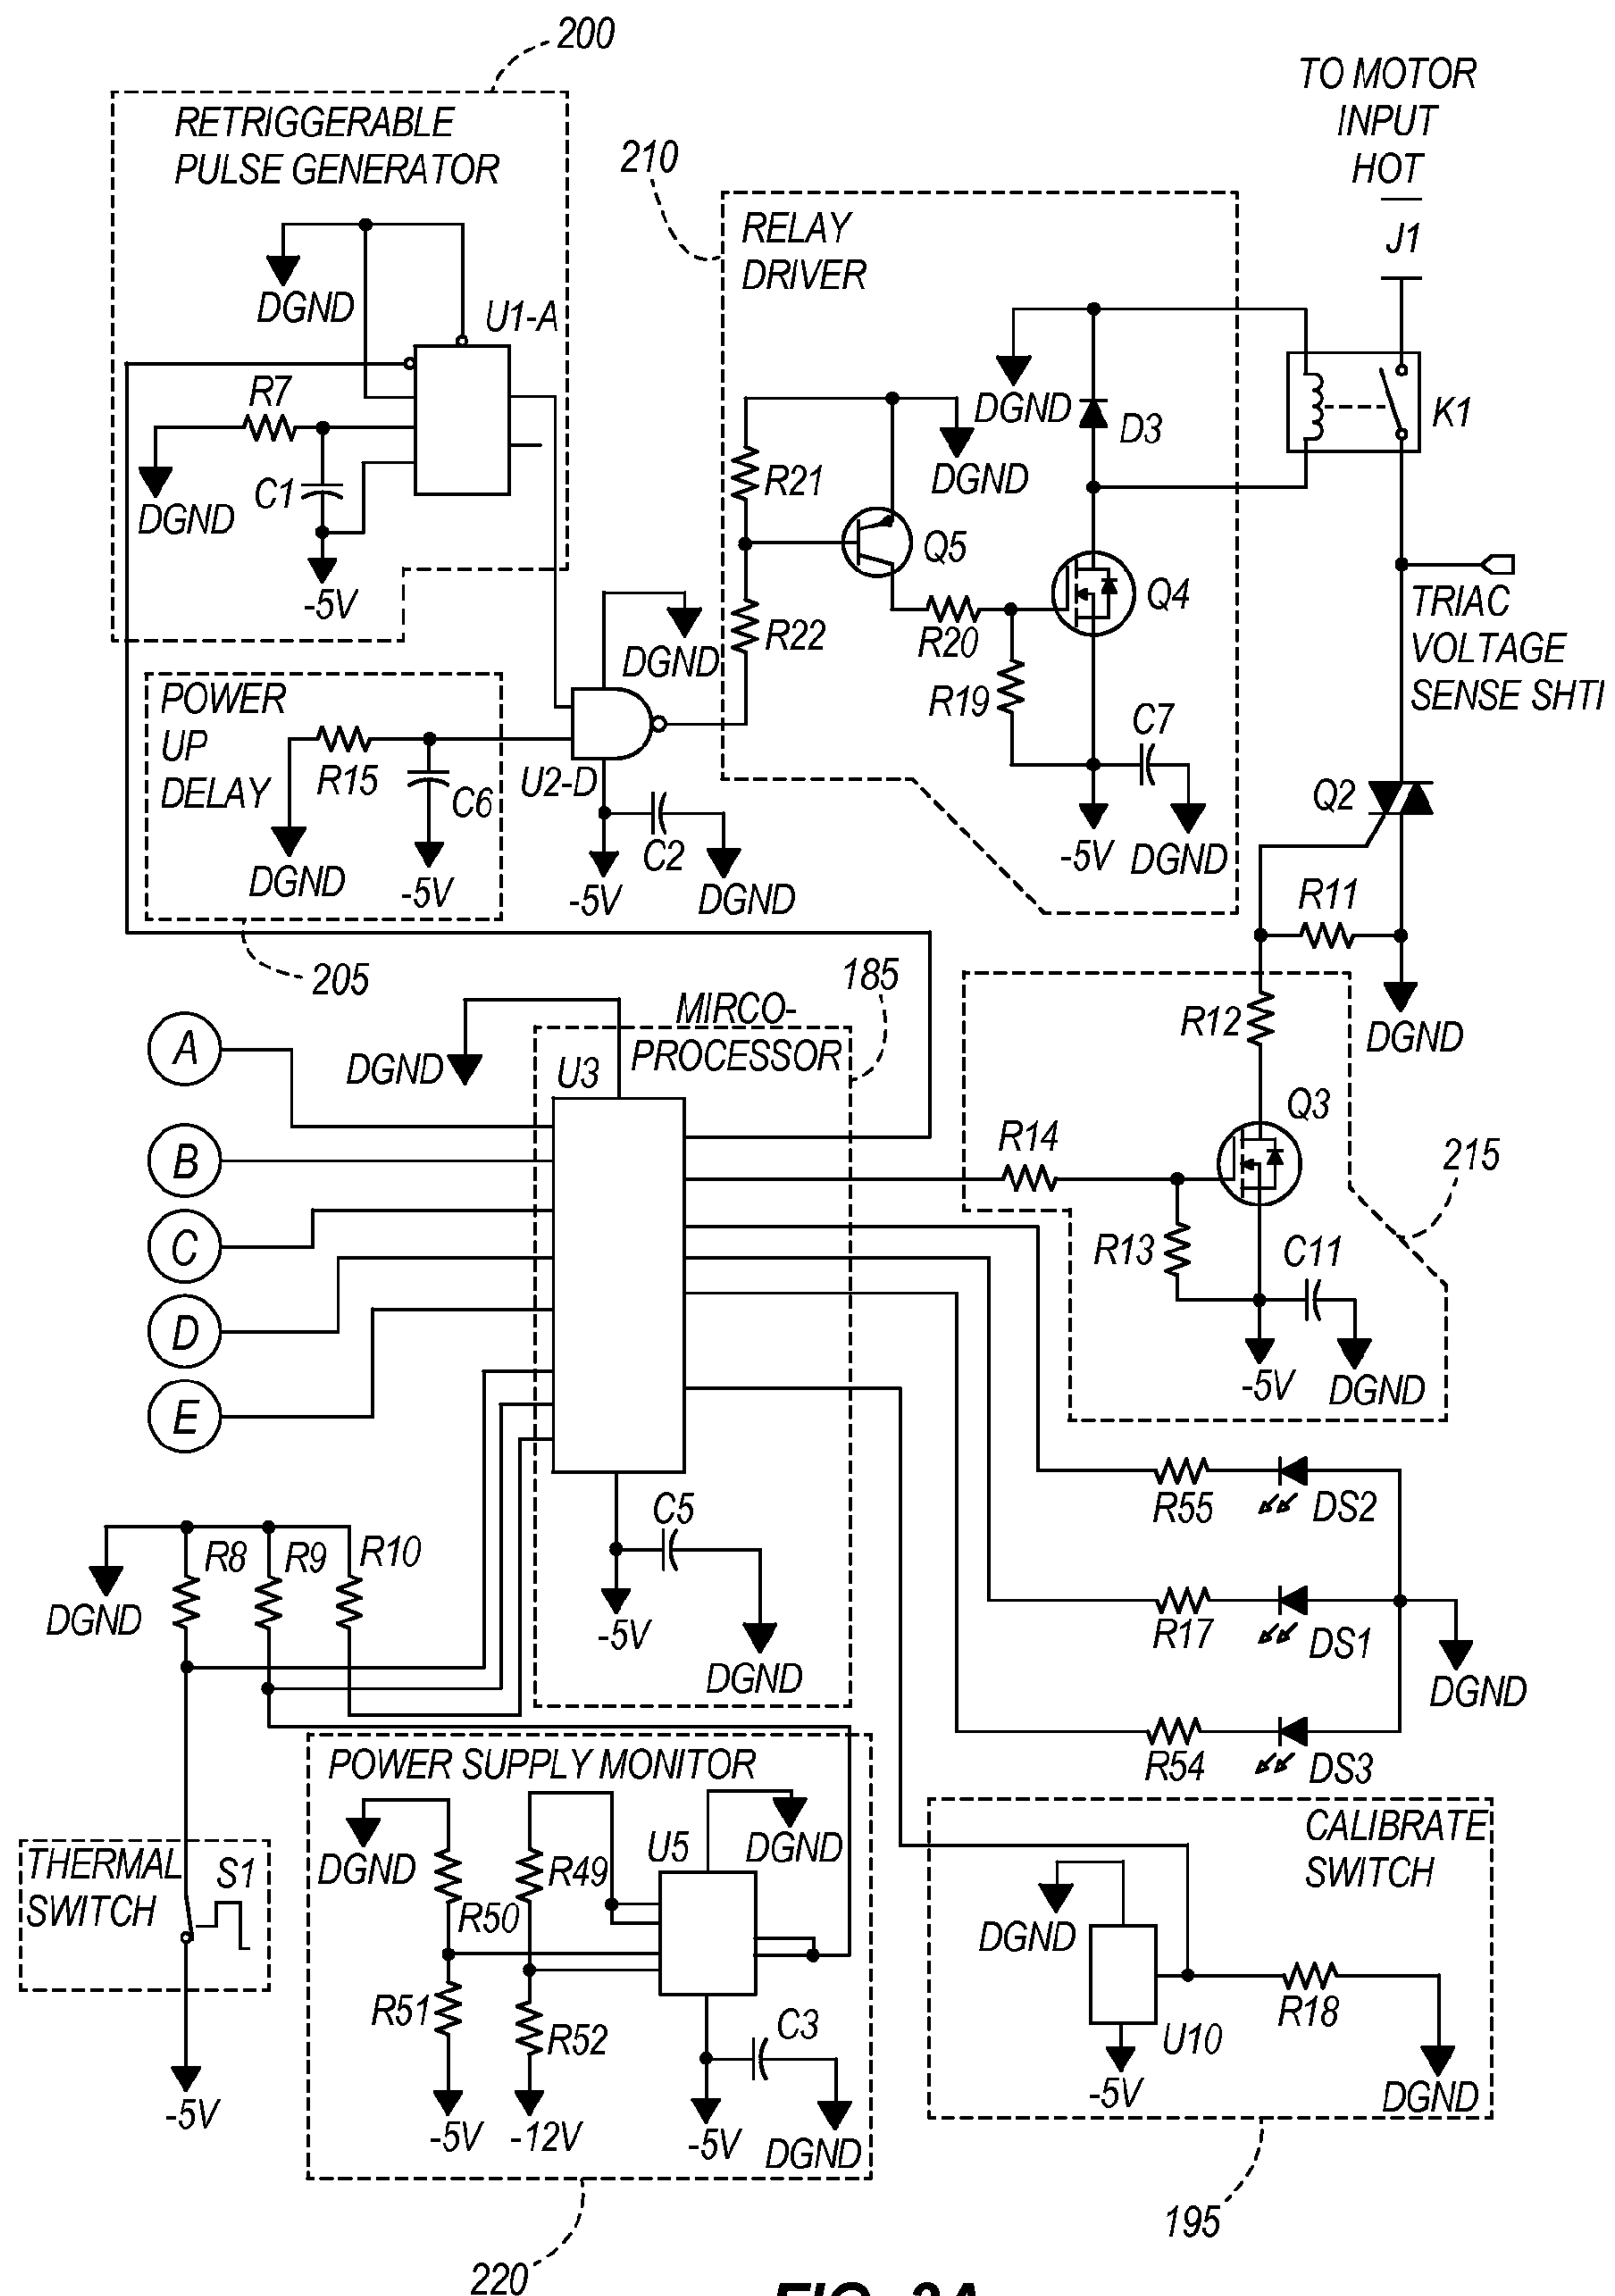 200
TO MOTOR
INPUT
HOT
J1
RETRIGGERABLE
PULSE GENERATOR
210
RELAY
DRIVER
DGND
U1-A
R7
DGND
C1
-5V
DGND
D3
K1
DGND
R21
Q5
Q4
R22
R20
R19
C7
-5V
DGND
TRIAC
VOLTAGE
SENSE SHTI
DGND
POWER
UP
DELAY
R15
C6
U2-D
DGND
-5V
C2
-5V
DGND
Q2
R11
DGND
205
185
MIRCO-
PROCESSOR
DGND
U3
A
B
C
D
E
R12
Q3
R14
215
R13
C11
-5V
DGND
C5
-5V
DGND
R8
R9
R10
DGND
R55
DS2
R17
DS1
DGND
R54
DS3
POWER SUPPLY MONITOR
DGND
R50
R49
U5
DGND
THERMAL
SWITCH
S1
R51
R52
C3
-5V
-5V
-12V
-5V
DGND
CALIBRATE
SWITCH
DGND
U10
R18
-5V
DGND
195
220
FIG. 3A